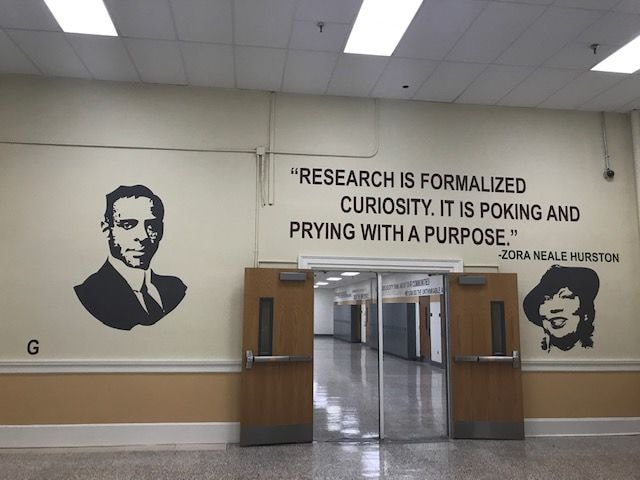 "RESEARCH IS FORMALIZED
CURIOSITY. IT IS POKING AND
PRYING WITH A PURPOSE."
-ZORA NEALE HURSTON
G